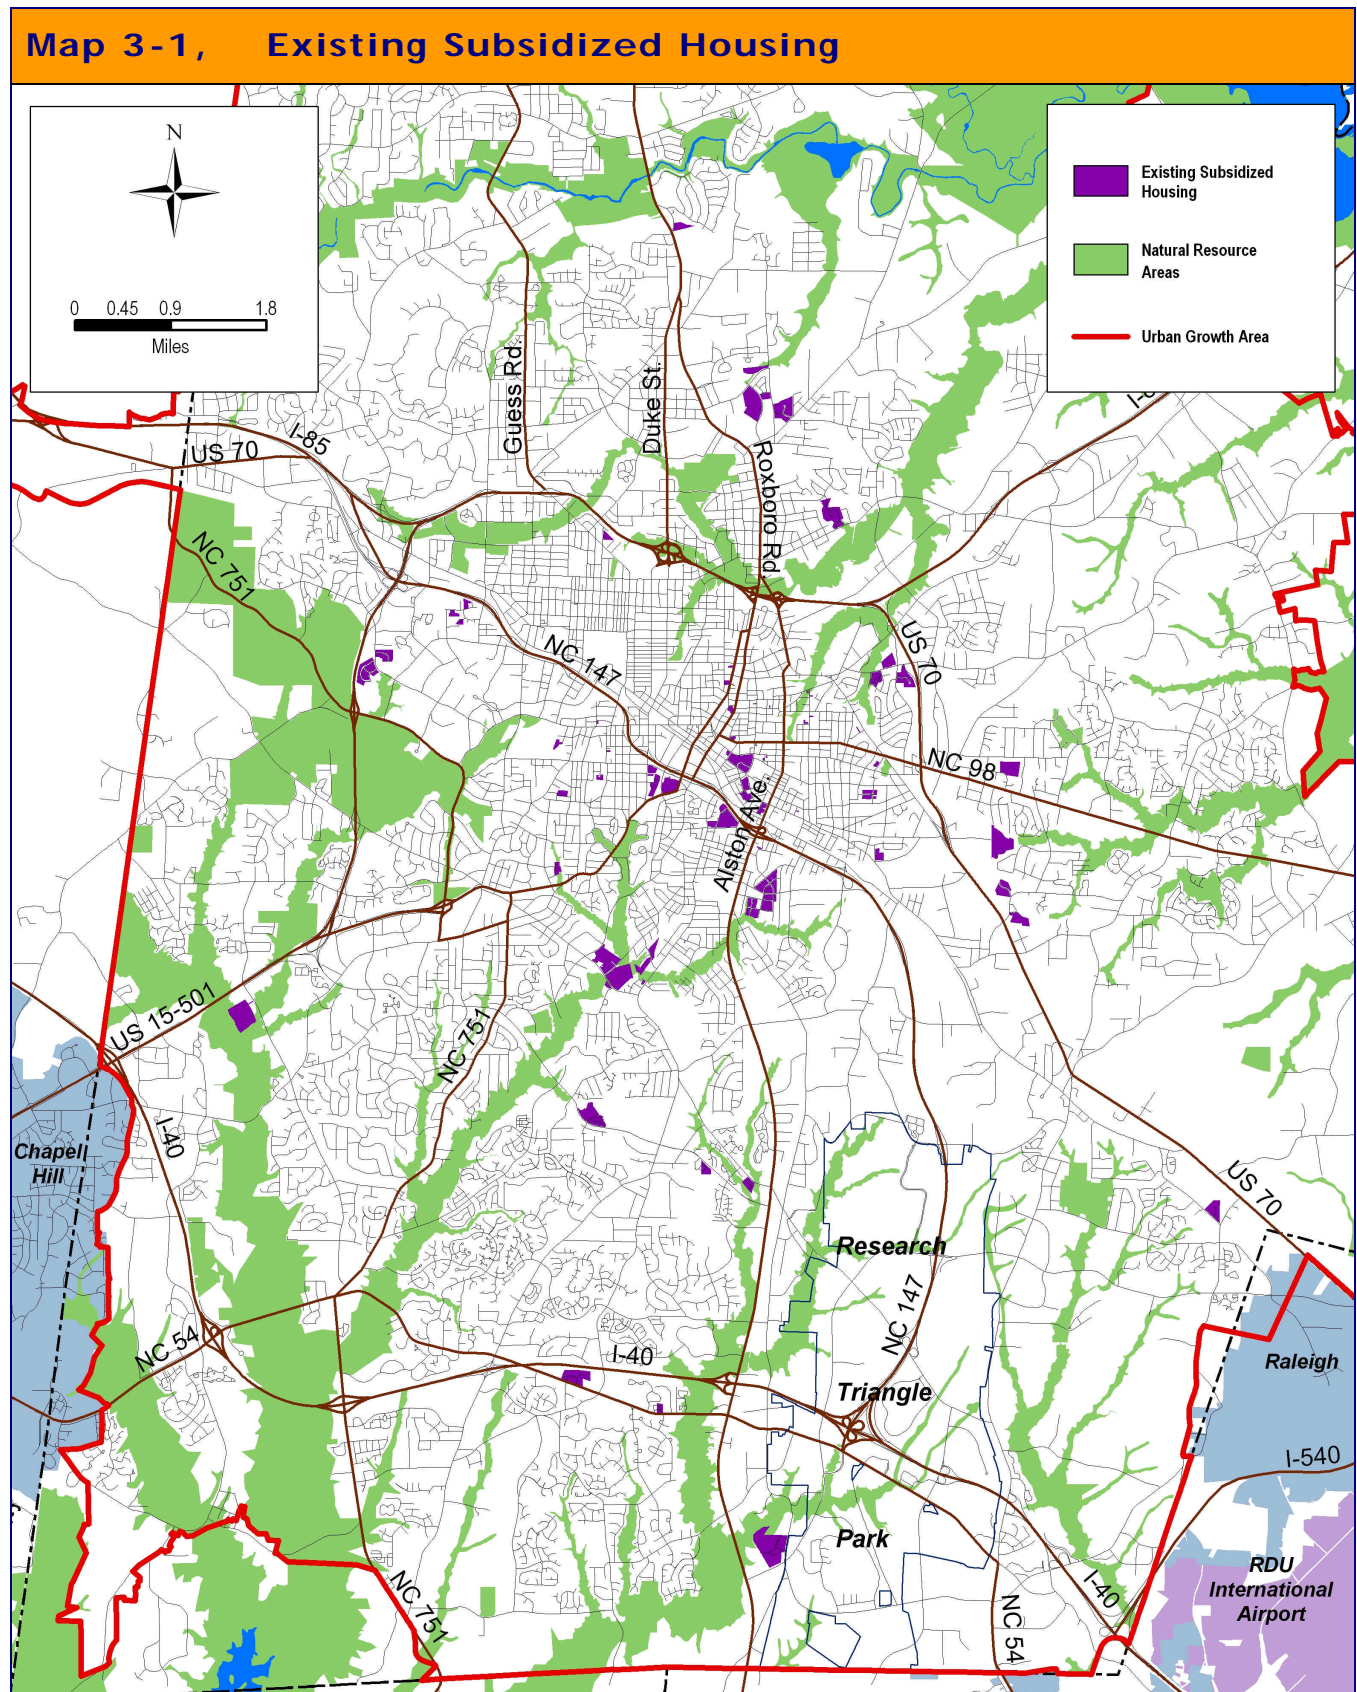 Map 3-1, Existing Subsidized Housing
N
0 0.45 0.9 1.8
Miles
Existing Subsidized
Housing
Natural Resource
Areas
Urban Growth Area
Guess Rd.
Duke St.
Roxboro Rd.
I-85
US 70
NC 751
NC 147
US 70
NC 98
Alston Ave.
US 15-501
NC 751
I-40
Chapel
Hill
NC 54
I-40
Research
Triangle
Park
NC 147
US 70
Raleigh
I-540
RDU
International
Airport
I-40
NC 54
NC 751